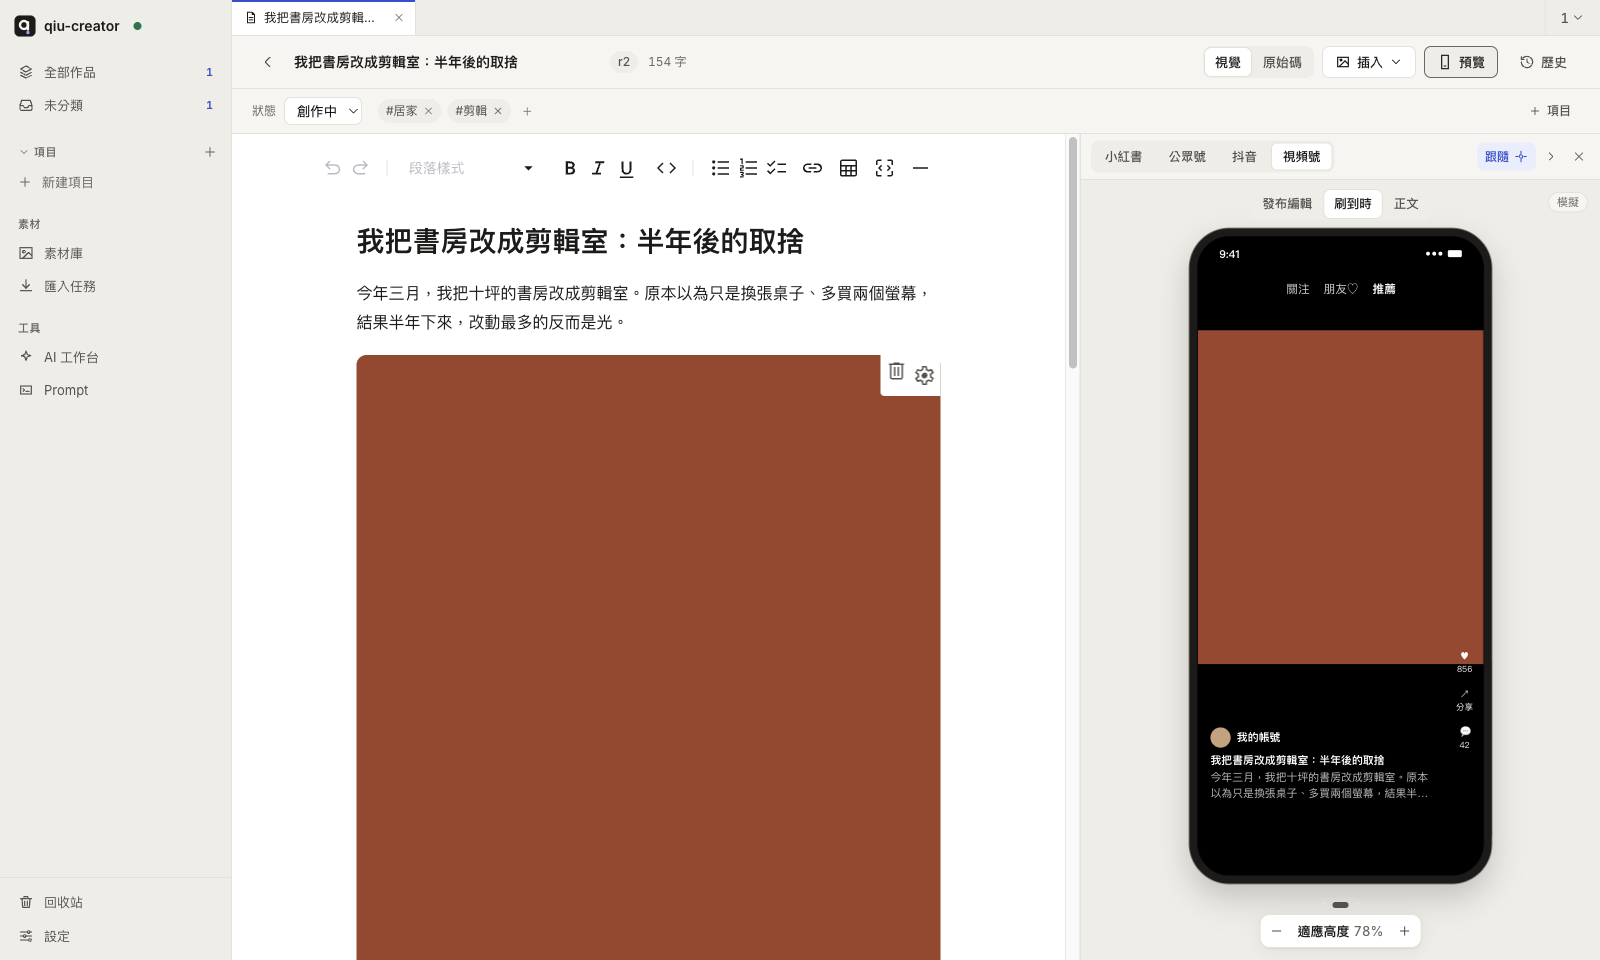 qiu-creator
全部作品 1
未分類 1
項目
新建項目
素材
素材庫
匯入任務
工具
AI 工作台
Prompt
回收站
設定
我把書房改成剪輯...
1
我把書房改成剪輯室：半年後的取捨
r2 154 字
視覺 原始碼 插入 預覽 歷史
狀態 創作中 #居家 #剪輯 項目
段落樣式
我把書房改成剪輯室：半年後的取捨
今年三月，我把十坪的書房改成剪輯室。原本以為只是換張桌子、多買兩個螢幕，
結果半年下來，改動最多的反而是光。
小紅書 公眾號 抖音 視頻號 跟隨
發布編輯 刷到時 正文 模擬
9:41
關注 朋友♡ 推薦
856
分享
42
我的帳號
我把書房改成剪輯室：半年後的取捨
今年三月，我把十坪的書房改成剪輯室。原本
以為只是換張桌子、多買兩個螢幕，結果半...
適應高度 78%